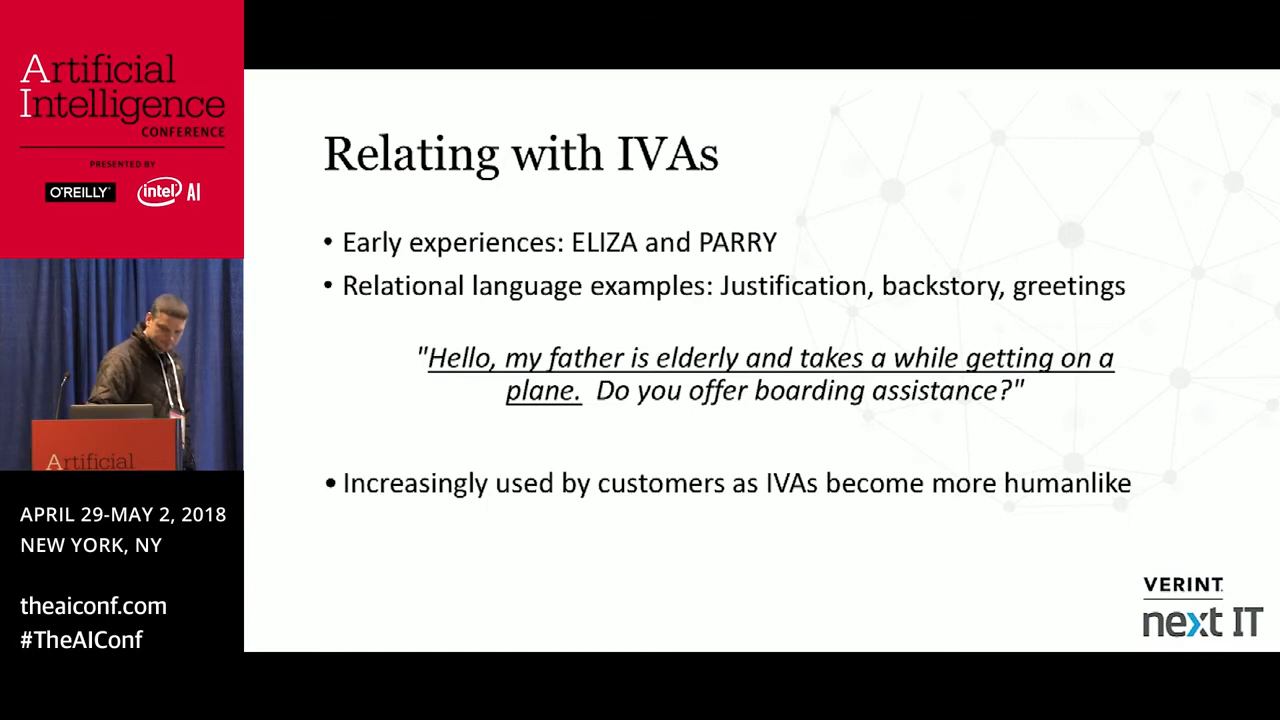 Artificial
Intelligence
CONFERENCE
PRESENTED BY
O'REILLY
intel AI
Artificial
APRIL 29-MAY 2, 2018
NEW YORK, NY
theaiconf.com
#TheAIConf
Relating with IVAs
• Early experiences: ELIZA and PARRY
• Relational language examples: Justification, backstory, greetings
"Hello, my father is elderly and takes a while getting on a
plane.  Do you offer boarding assistance?"
• Increasingly used by customers as IVAs become more humanlike
VERINT
next IT